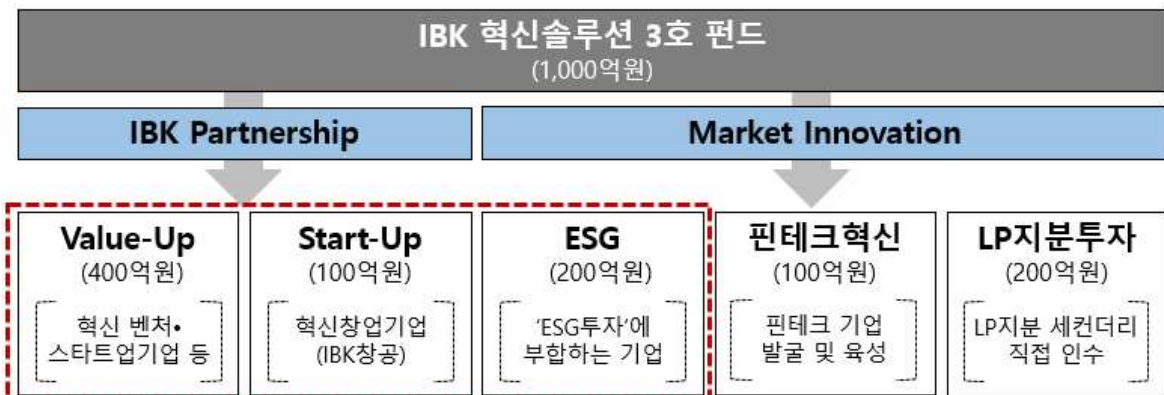 IBK 혁신솔루션 3호 펀드
(1,000억원)
IBK Partnership
Market Innovation
Value-Up
(400억원)
혁신 벤처•
스타트업기업 등
Start-Up
(100억원)
혁신창업기업
(IBK창공)
ESG
(200억원)
‘ESG투자’에
부합하는 기업
핀테크혁신
(100억원)
핀테크 기업
발굴 및 육성
LP지분투자
(200억원)
LP지분 세컨더리
직접 인수